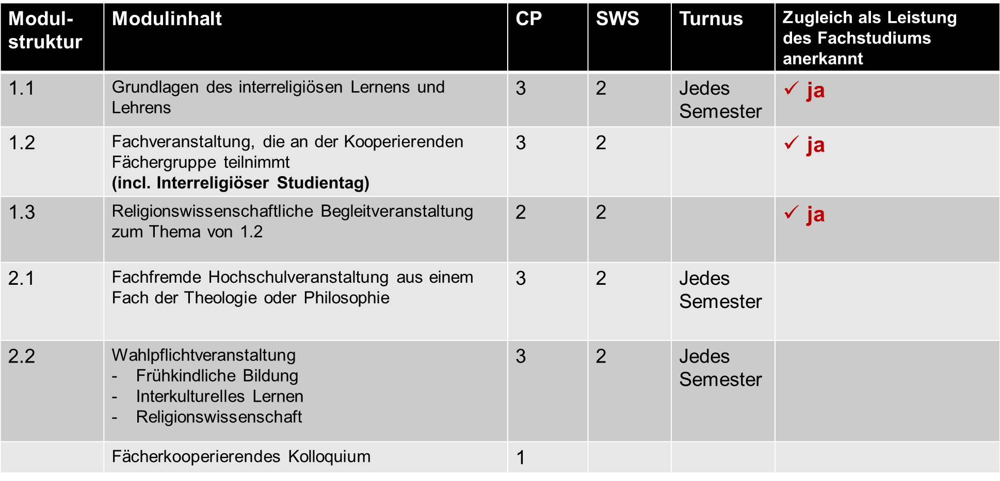 Modul-
struktur
Modulinhalt
CP
SWS
Turnus
Zugleich als Leistung
des Fachstudiums
anerkannt
1.1
Grundlagen des interreligiösen Lernens und
Lehrens
3
2
Jedes
Semester
✓ ja
1.2
Fachveranstaltung, die an der Kooperierenden
Fächergruppe teilnimmt
(incl. Interreligiöser Studientag)
3
2
✓ ja
1.3
Religionswissenschaftliche Begleitveranstaltung
zum Thema von 1.2
2
2
✓ ja
2.1
Fachfremde Hochschulveranstaltung aus einem
Fach der Theologie oder Philosophie
3
2
Jedes
Semester
2.2
Wahlpflichtveranstaltung
- Frühkindliche Bildung
- Interkulturelles Lernen
- Religionswissenschaft
3
2
Jedes
Semester
Fächerkooperierendes Kolloquium
1